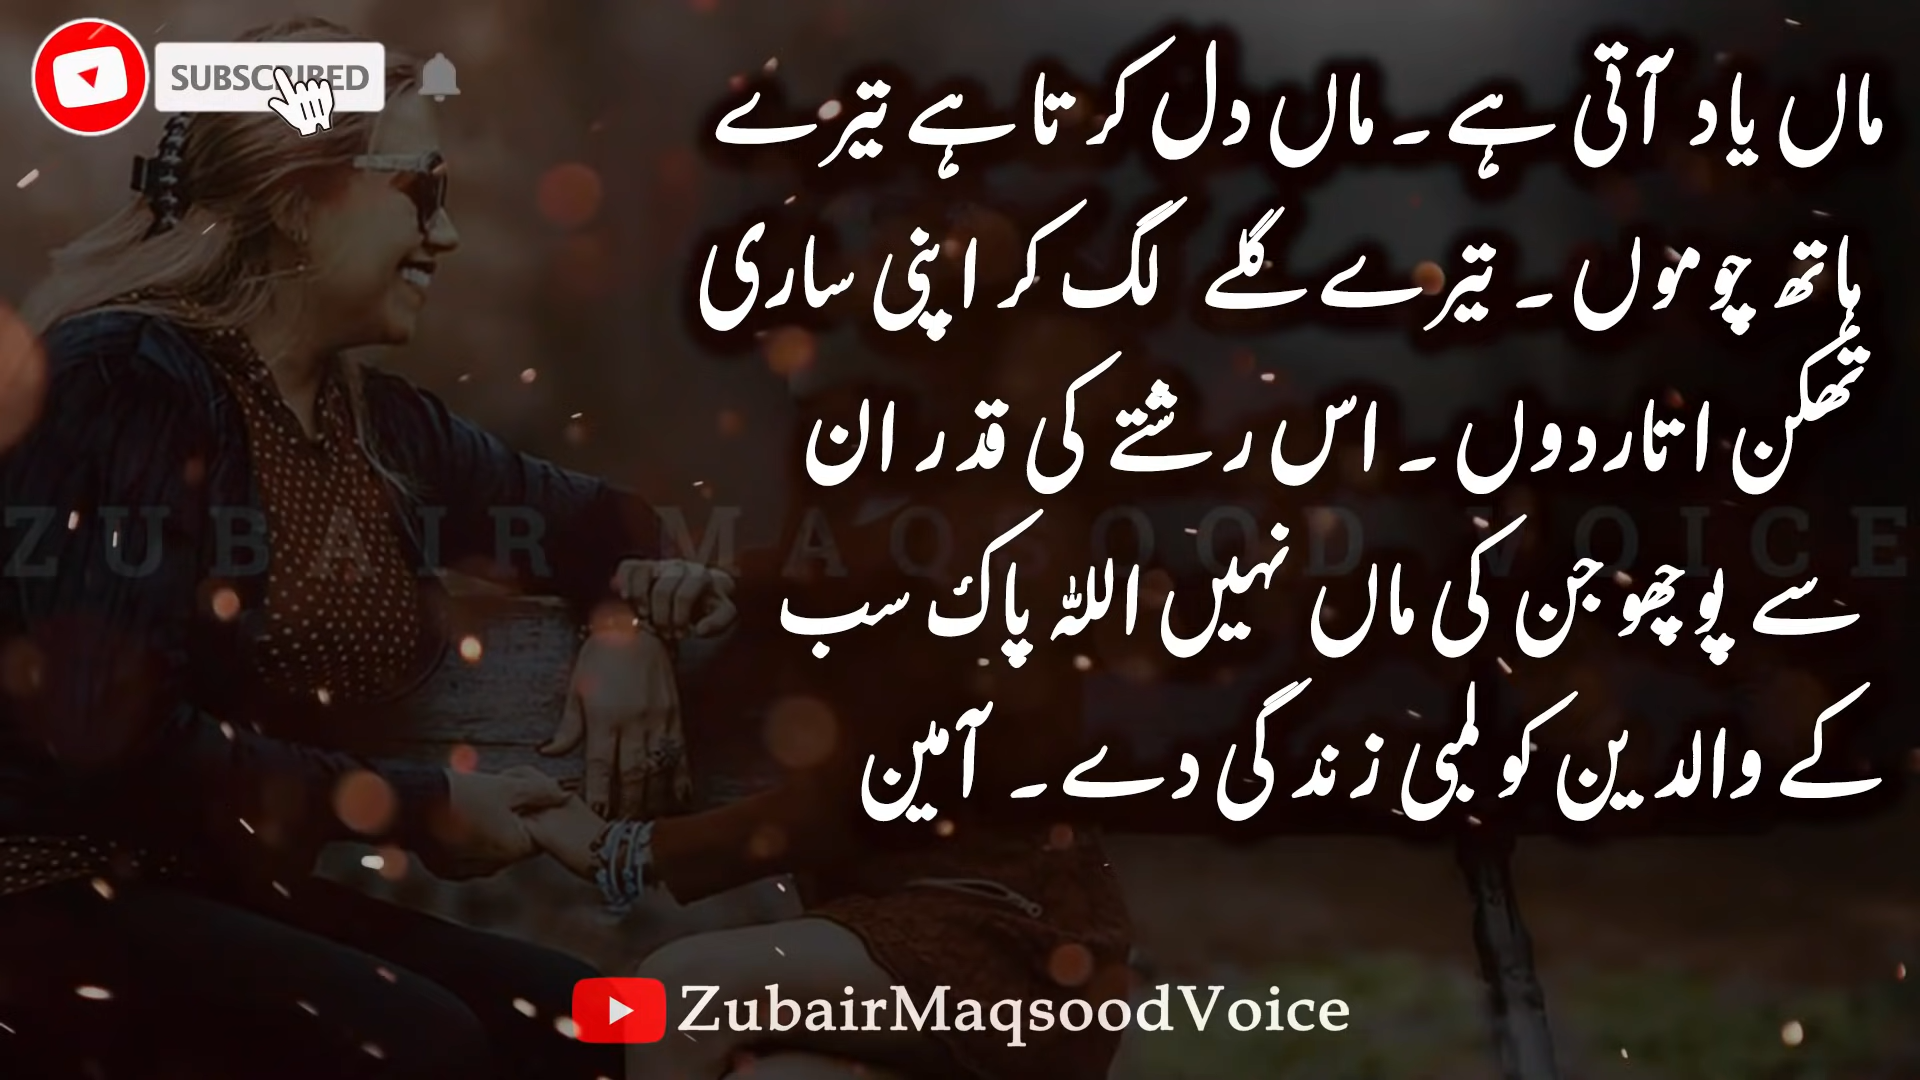 SUBSCRIBED
ماں یاد آتی ہے ۔ ماں دل کرتا ہے تیرے
ہاتھ چوموں ۔ تیرے گلے لگ کر اپنی ساری
تھکن اتار دوں ۔ اس رشتے کی قدر ان
سے پوچھو جن کی ماں نہیں اللہ پاک سب
کے والدین کو لمبی زندگی دے ۔ آمین
ZUBAIR MAQSOOD VOICE
ZubairMaqsoodVoice